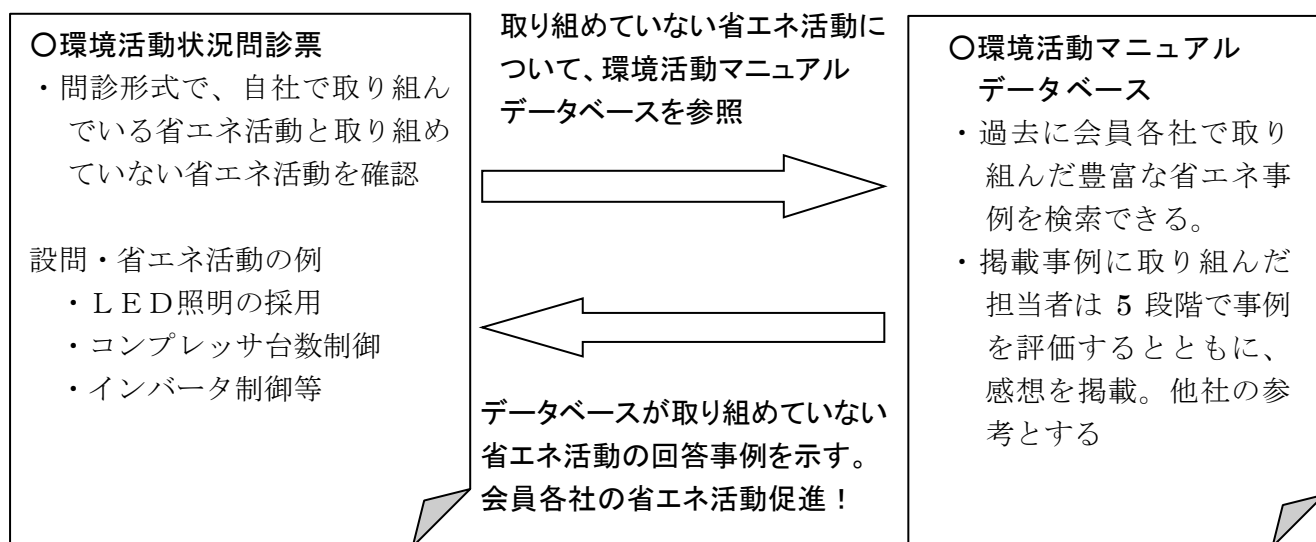 〇環境活動状況問診票
・問診形式で、自社で取り組ん
でいる省エネ活動と取り組め
ていない省エネ活動を確認
設問・省エネ活動の例
・ＬＥＤ照明の採用
・コンプレッサ台数制御
・インバータ制御等
取り組めていない省エネ活動に
ついて、環境活動マニュアル
データベースを参照
データベースが取り組めていない
省エネ活動の回答事例を示す。
会員各社の省エネ活動促進！
〇環境活動マニュアル
データベース
・過去に会員各社で取り
組んだ豊富な省エネ事
例を検索できる。
・掲載事例に取り組んだ
担当者は 5 段階で事例
を評価するとともに、
感想を掲載。他社の参
考とする